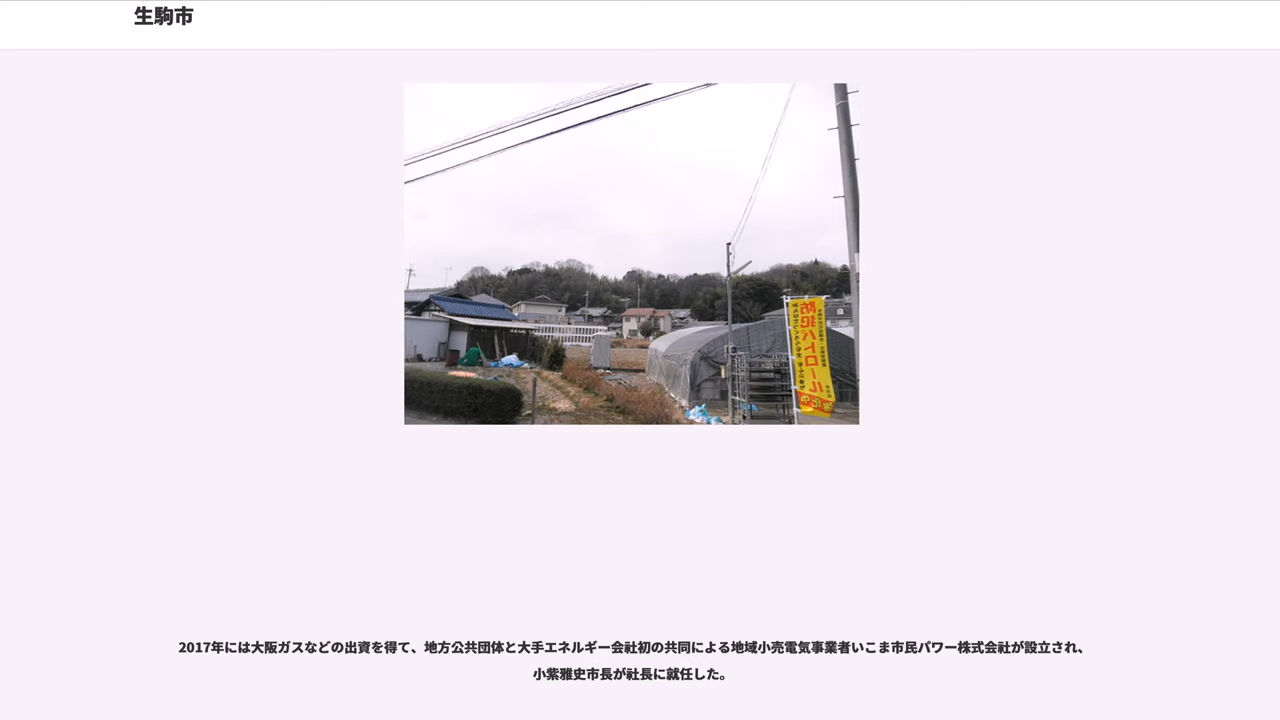 生駒市
防犯パトロール
2017年には大阪ガスなどの出資を得て、地方公共団体と大手エネルギー会社初の共同による地域小売電気事業者いこま市民パワー株式会社が設立され、
小紫雅史市長が社長に就任した。